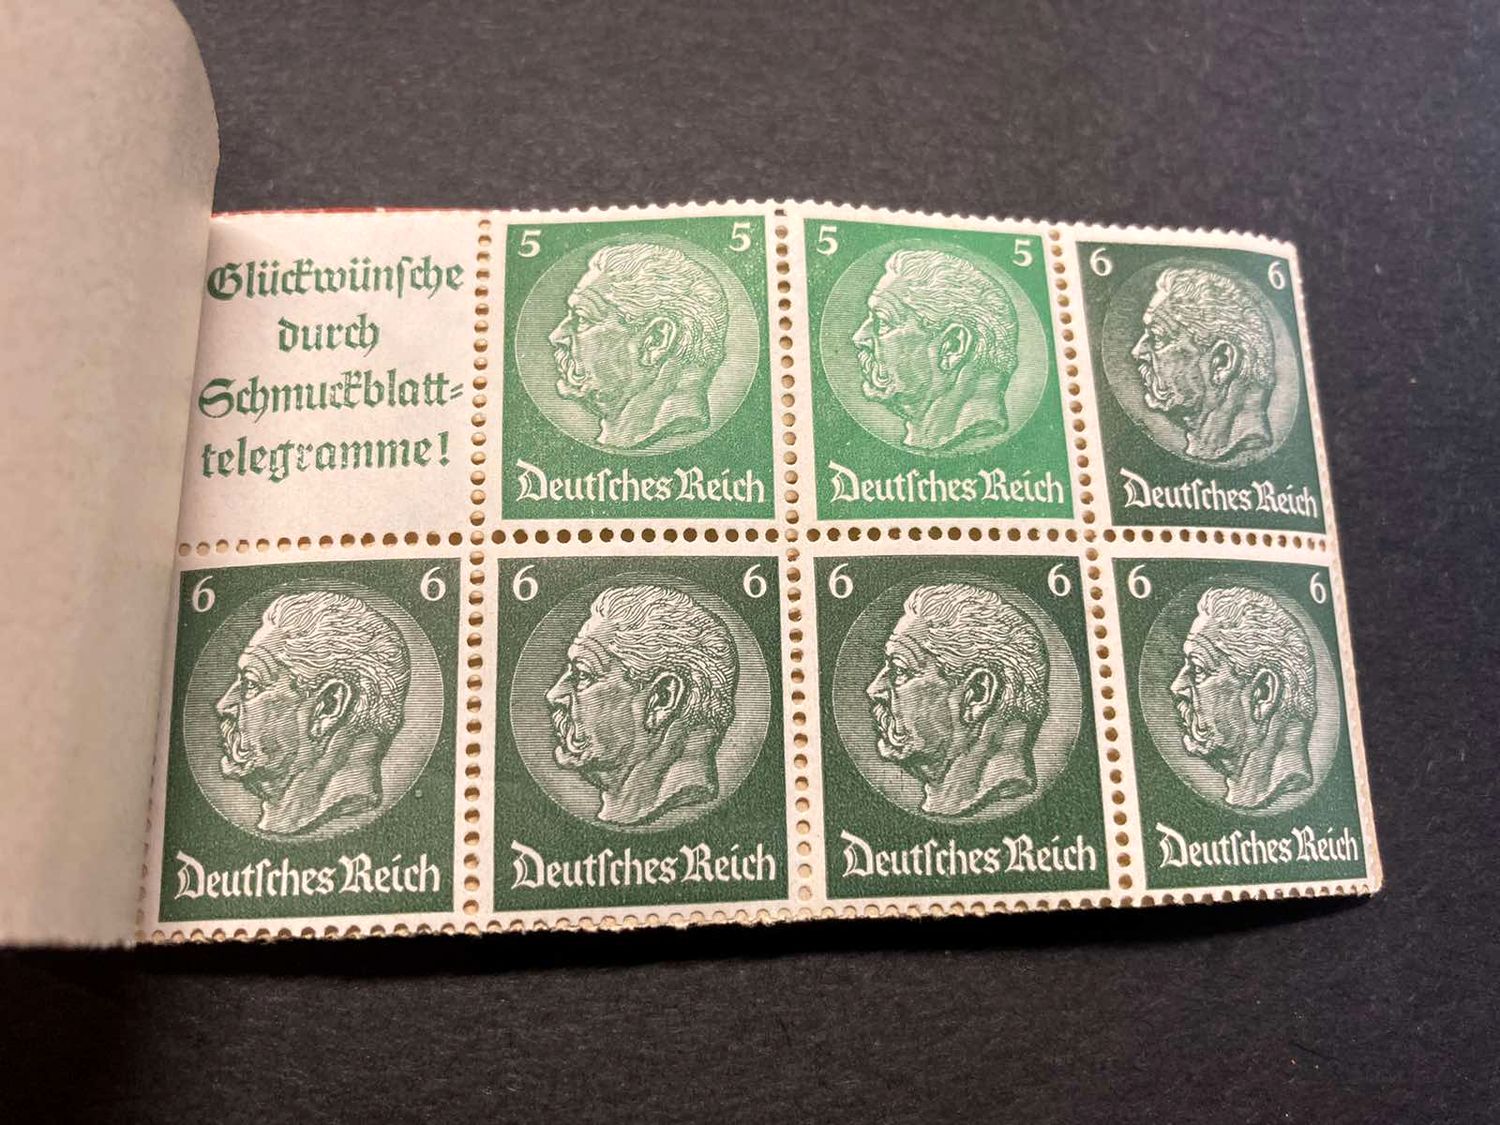 Glückwünſche
durch
Schmuckblatt=
telegramme!
5 5
Deutſches Reich
5 5
Deutſches Reich
6 6
Deutſches Reich
6 6
Deutſches Reich
6 6
Deutſches Reich
6 6
Deutſches Reich
6 6
Deutſches Reich